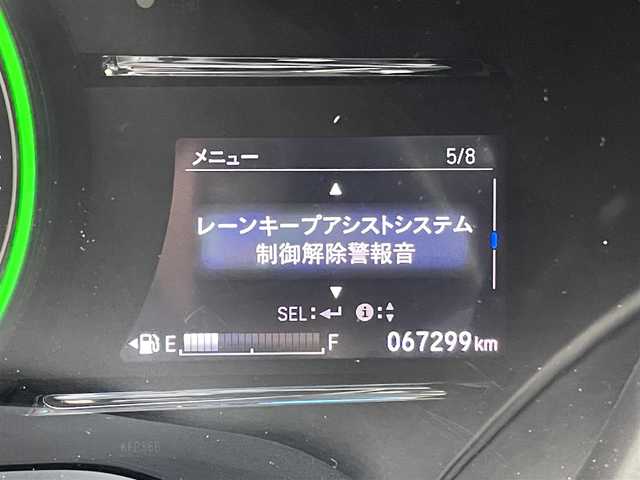 メニュー 5/8
レーンキープアシストシステム
制御解除警報音
SEL:
E F 067299km